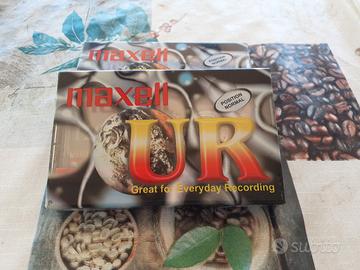 maxell
maxell
POSITION
NORMAL
UR
Great for Everyday Recording
subito